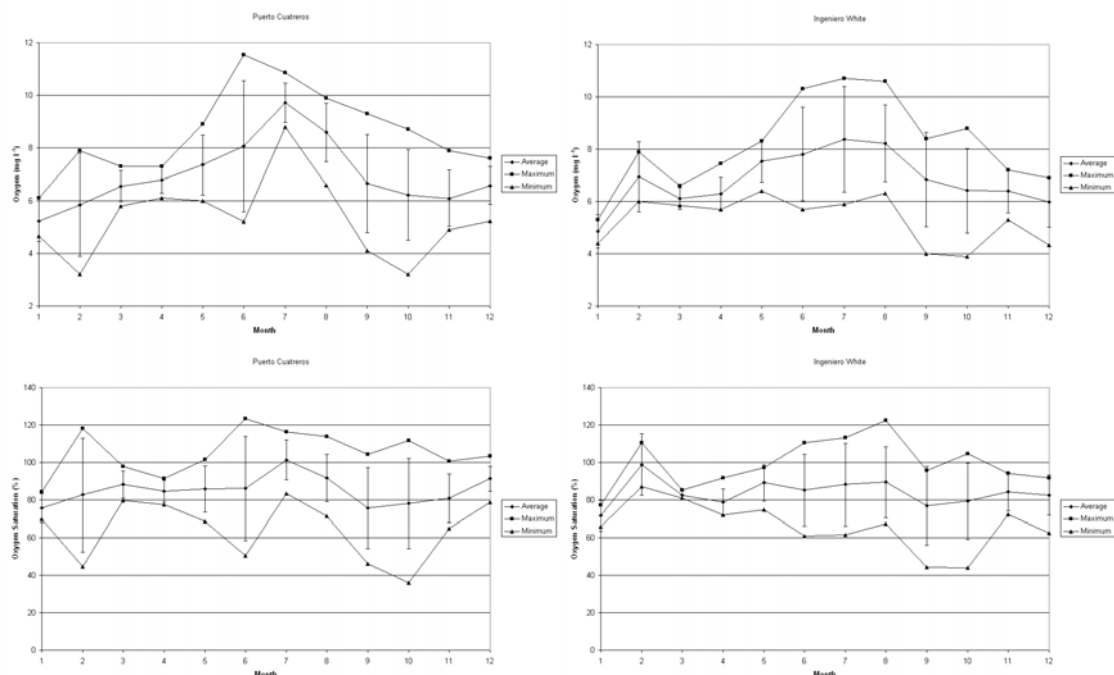 Puerto Cuatreros
Oxygen (mg l⁻¹)
12
10
8
6
4
2
1 2 3 4 5 6 7 8 9 10 11 12
Month
Average
Maximum
Minimum
Ingeniero White
Oxygen (mg l⁻¹)
12
10
8
6
4
2
1 2 3 4 5 6 7 8 9 10 11 12
Month
Average
Maximum
Minimum
Puerto Cuatreros
Oxygen Saturation (%)
140
120
100
80
60
40
20
0
1 2 3 4 5 6 7 8 9 10 11 12
Month
Average
Maximum
Minimum
Ingeniero White
Oxygen Saturation (%)
140
120
100
80
60
40
20
0
1 2 3 4 5 6 7 8 9 10 11 12
Month
Average
Maximum
Minimum